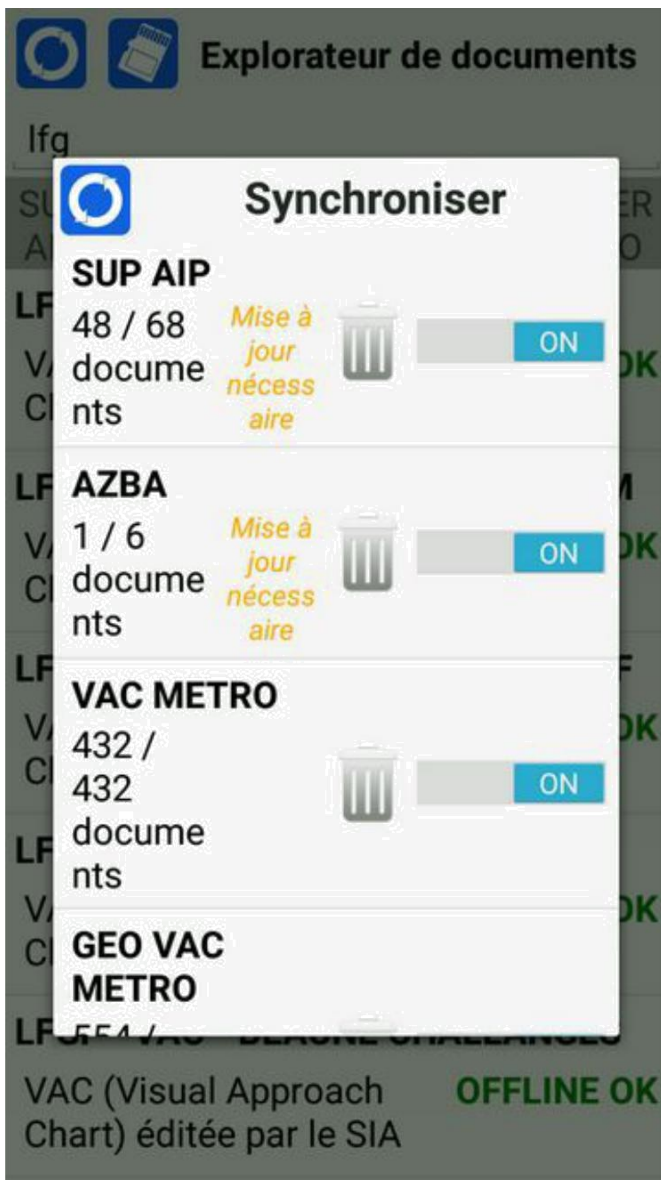 Explorateur de documents
lfg
Synchroniser
SUP AIP
48 / 68
docume
nts
Mise à
jour
nécess
aire
ON
AZBA
1 / 6
docume
nts
Mise à
jour
nécess
aire
ON
VAC METRO
432 /
432
docume
nts
ON
GEO VAC
METRO
554 /
VAC (Visual Approach
Chart) éditée par le SIA
OFFLINE OK